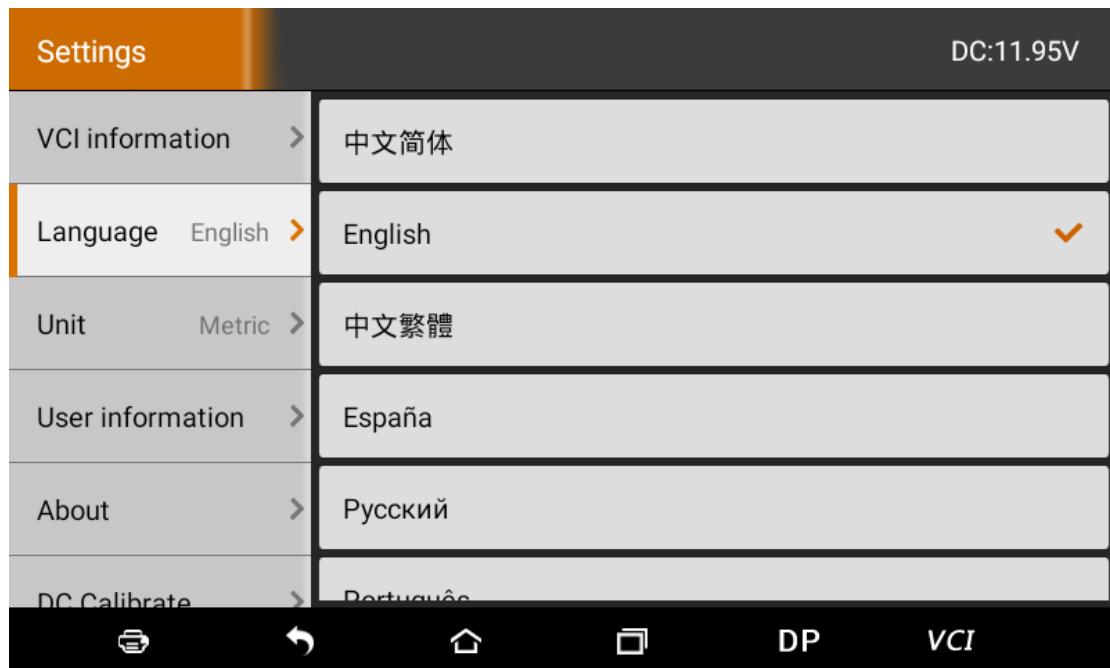 Settings
DC:11.95V
VCI information
Language English
Unit Metric
User information
About
DC Calibrate
中文简体
English
中文繁體
España
Русский
Português
DP
VCI